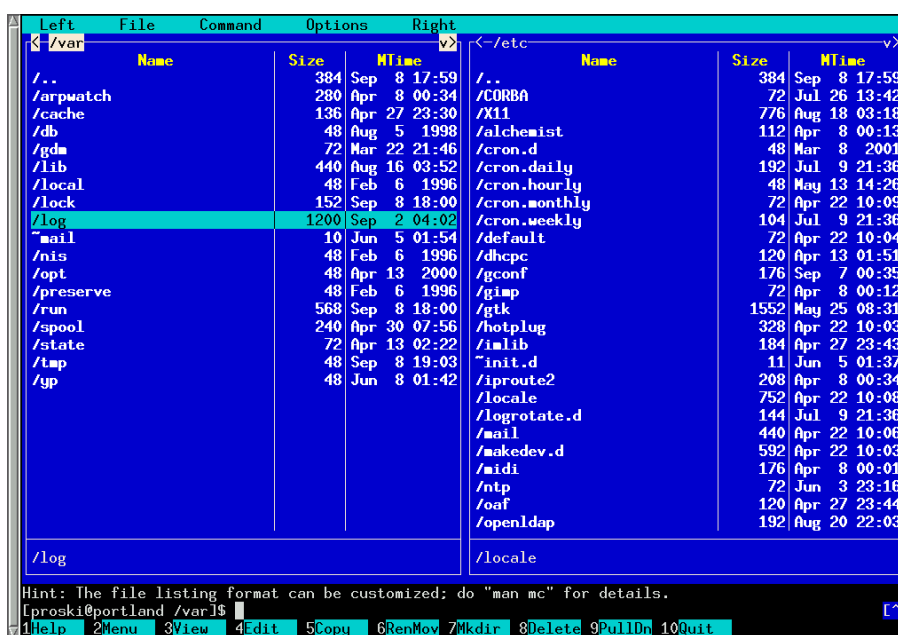 Left File Command Options Right
< /var v> <-/etc v>
Name Size MTime Name Size MTime
/.. 384 Sep 8 17:59 /.. 384 Sep 8 17:59
/arpwatch 280 Apr 8 00:34 /CORBA 72 Jul 26 13:42
/cache 136 Apr 27 23:30 /X11 776 Aug 18 03:18
/db 48 Aug 5 1998 /alchemist 112 Apr 8 00:13
/gdm 72 Mar 22 21:46 /cron.d 48 Mar 8 2001
/lib 440 Aug 16 03:52 /cron.daily 192 Jul 9 21:36
/local 48 Feb 6 1996 /cron.hourly 48 May 13 14:26
/lock 152 Sep 8 18:00 /cron.monthly 72 Apr 22 10:09
/log 1200 Sep 2 04:02 /cron.weekly 104 Jul 9 21:36
~mail 10 Jun 5 01:54 /default 72 Apr 22 10:04
/nis 48 Feb 6 1996 /dhcpc 120 Apr 13 01:51
/opt 48 Apr 13 2000 /gconf 176 Sep 7 00:35
/preserve 48 Feb 6 1996 /gimp 72 Apr 8 00:12
/run 568 Sep 8 18:00 /gtk 1552 May 25 08:31
/spool 240 Apr 30 07:56 /hotplug 328 Apr 22 10:03
/state 72 Apr 13 02:22 /imlib 184 Apr 27 23:43
/tmp 48 Sep 8 19:03 ~init.d 11 Jun 5 01:37
/yp 48 Jun 8 01:42 /iproute2 208 Apr 8 00:34
/locale 752 Apr 22 10:08
/logrotate.d 144 Jul 9 21:36
/mail 440 Apr 22 10:06
/makedev.d 592 Apr 22 10:03
/midi 176 Apr 8 00:01
/ntp 72 Jun 3 23:16
/oaf 120 Apr 27 23:44
/openldap 192 Aug 20 22:03
/log /locale
Hint: The file listing format can be customized; do "man mc" for details.
[proski@portland /var]$ [^
1Help 2Menu 3View 4Edit 5Copy 6RenMov 7Mkdir 8Delete 9PullDn 10Quit